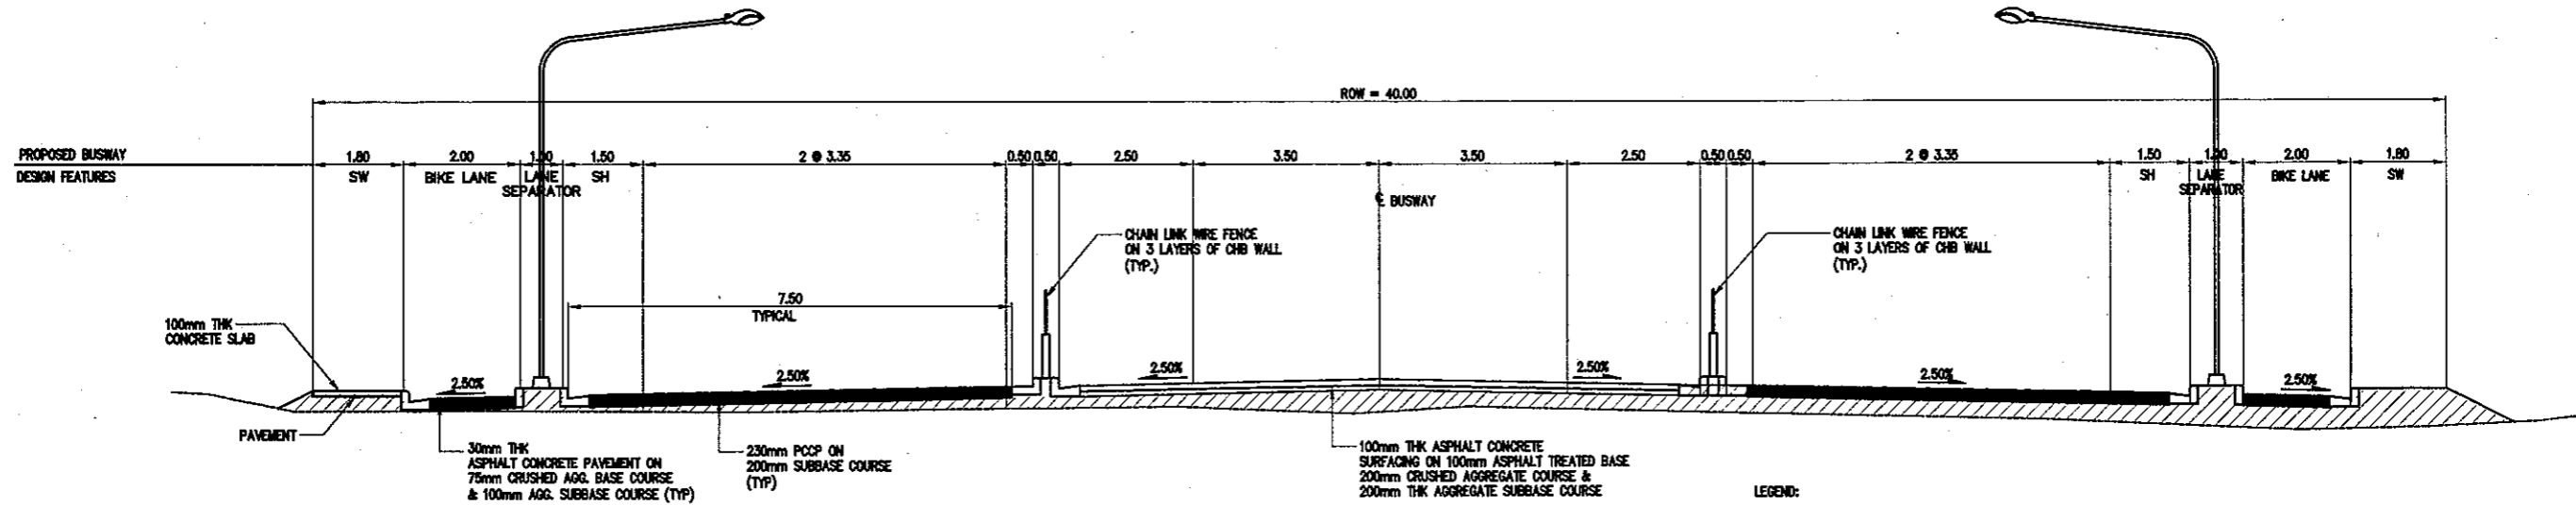 ROW = 40.00
PROPOSED BUSWAY
DESIGN FEATURES
1.80 2.00 1.00 1.50 2 @ 3.35 0.50 0.50 2.50 3.50 3.50 2.50 0.50 0.50 2 @ 3.35 1.50 1.00 2.00 1.80
SW BIKE LANE LANE SEPARATOR SH
SH LANE SEPARATOR BIKE LANE SW
℄ BUSWAY
CHAIN LINK WIRE FENCE
ON 3 LAYERS OF CHB WALL
(TYP.)
CHAIN LINK WIRE FENCE
ON 3 LAYERS OF CHB WALL
(TYP.)
7.50
TYPICAL
100mm THK
CONCRETE SLAB
2.50% 2.50% 2.50% 2.50% 2.50% 2.50%
PAVEMENT
30mm THK
ASPHALT CONCRETE PAVEMENT ON
75mm CRUSHED AGG. BASE COURSE
& 100mm AGG. SUBBASE COURSE (TYP)
230mm PCCP ON
200mm SUBBASE COURSE
(TYP)
100mm THK ASPHALT CONCRETE
SURFACING ON 100mm ASPHALT TREATED BASE
200mm CRUSHED AGGREGATE COURSE &
200mm THK AGGREGATE SUBBASE COURSE
LEGEND: